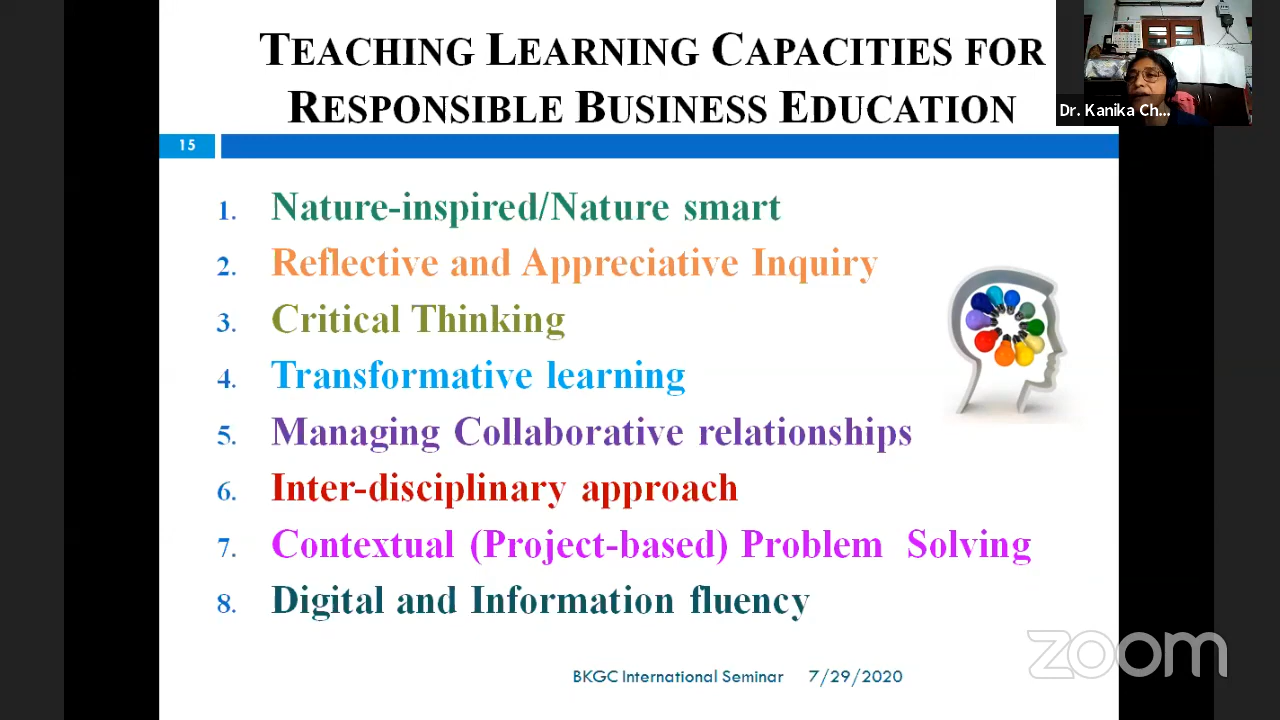 TEACHING LEARNING CAPACITIES FOR
RESPONSIBLE BUSINESS EDUCATION
Dr. Kanika Ch...
15
1. Nature-inspired/Nature smart
2. Reflective and Appreciative Inquiry
3. Critical Thinking
4. Transformative learning
5. Managing Collaborative relationships
6. Inter-disciplinary approach
7. Contextual (Project-based) Problem Solving
8. Digital and Information fluency
zoom
BKGC International Seminar 7/29/2020